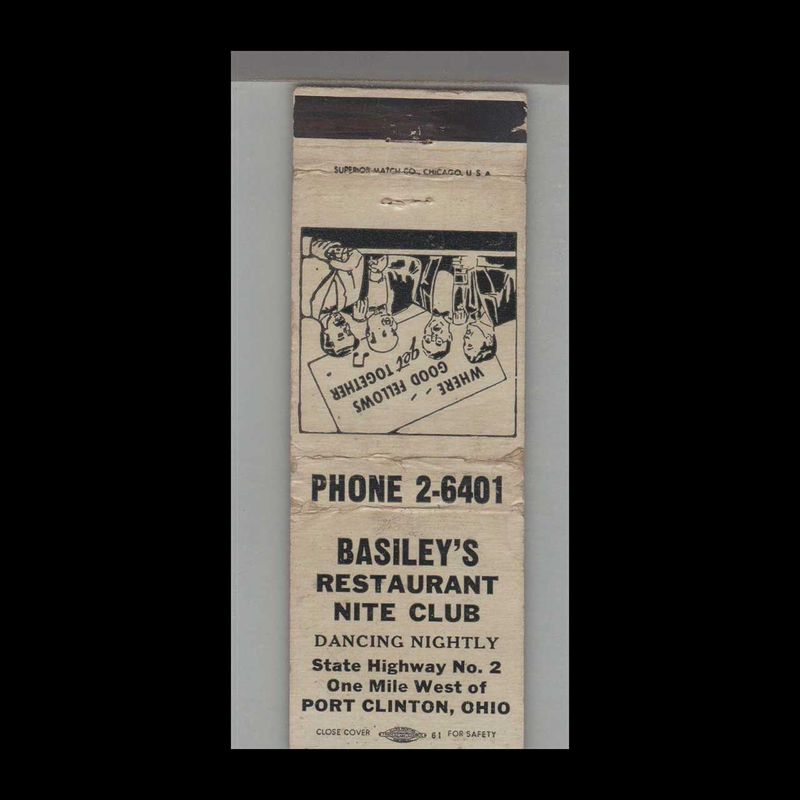 SUPERIOR MATCH CO., CHICAGO, U.S.A.
WHERE -
GOOD FELLOWS
get TOGETHER
PHONE 2-6401
BASILEY'S
RESTAURANT
NITE CLUB
DANCING NIGHTLY
State Highway No. 2
One Mile West of
PORT CLINTON, OHIO
CLOSE COVER 61 FOR SAFETY